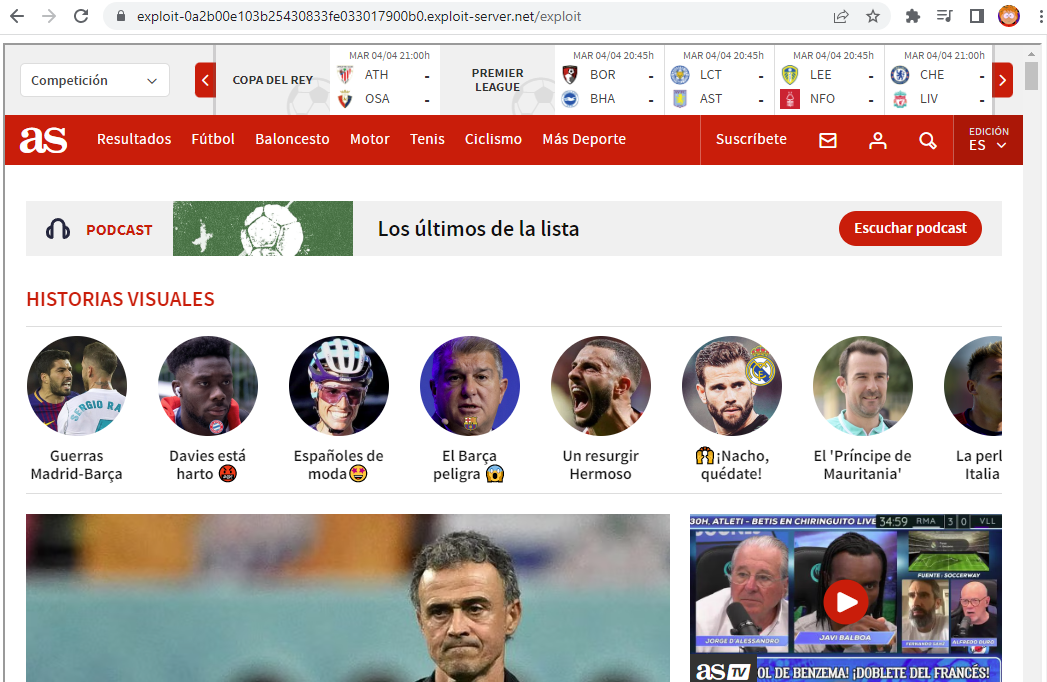 exploit-0a2b00e103b25430833fe033017900b0.exploit-server.net/exploit
Competición
COPA DEL REY
MAR 04/04 21:00h
ATH -
OSA -
PREMIER
LEAGUE
MAR 04/04 20:45h
BOR -
BHA -
MAR 04/04 20:45h
LCT -
AST -
MAR 04/04 20:45h
LEE -
NFO -
MAR 04/04 21:00h
CHE -
LIV -
as
Resultados Fútbol Baloncesto Motor Tenis Ciclismo Más Deporte
Suscríbete
EDICIÓN
ES
PODCAST
Los últimos de la lista
Escuchar podcast
HISTORIAS VISUALES
SERGIO RA
Guerras
Madrid-Barça
Davies está
harto 🤬
Españoles de
moda🤩
El Barça
peligra 😱
Un resurgir
Hermoso
🙌¡Nacho,
quédate!
El 'Príncipe de
Mauritania'
La perl
Italia
30H, ATLETI - BETIS EN CHIRINGUITO LIVE
34:59 RMA 3 0 VLL
FUENTE: SOCCERWAY
JORGE D'ALESSANDRO
JAVI BALBOA
ALFREDO DURO
as TV
OL DE BENZEMA! ¡DOBLETE DEL FRANCÉS!